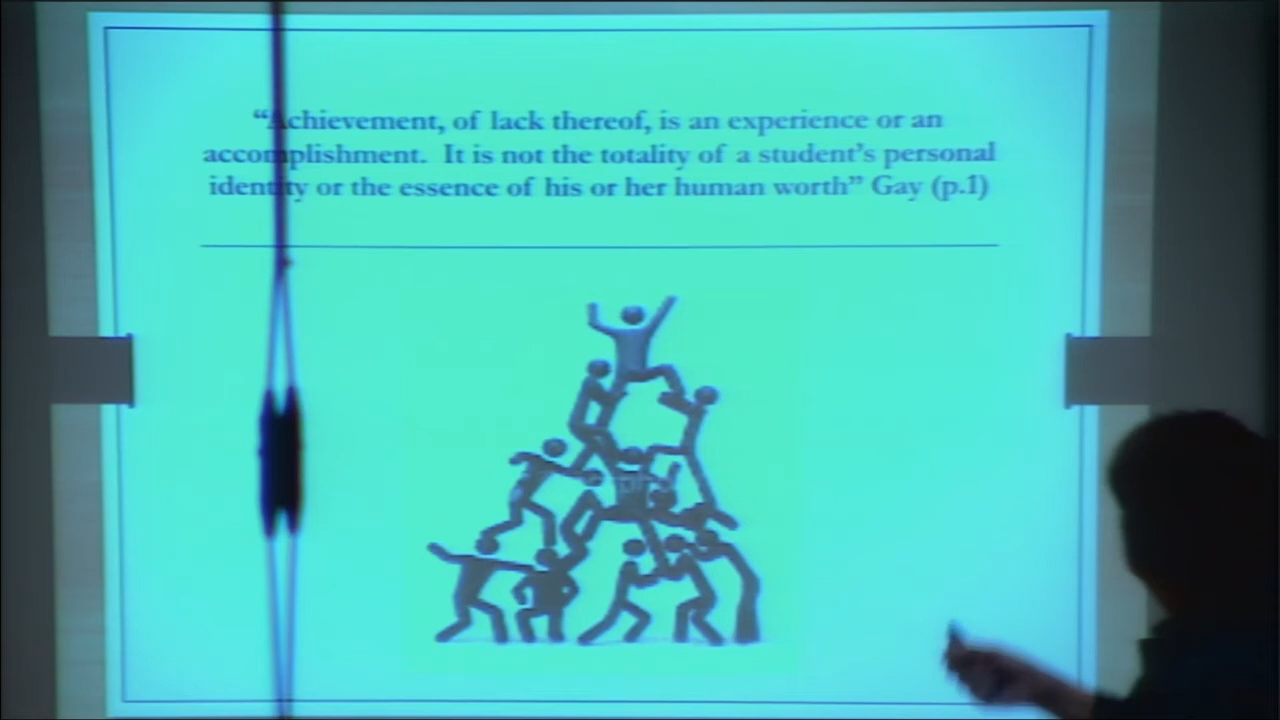 “Achievement, of lack thereof, is an experience or an
accomplishment. It is not the totality of a student’s personal
identity or the essence of his or her human worth” Gay (p.1)